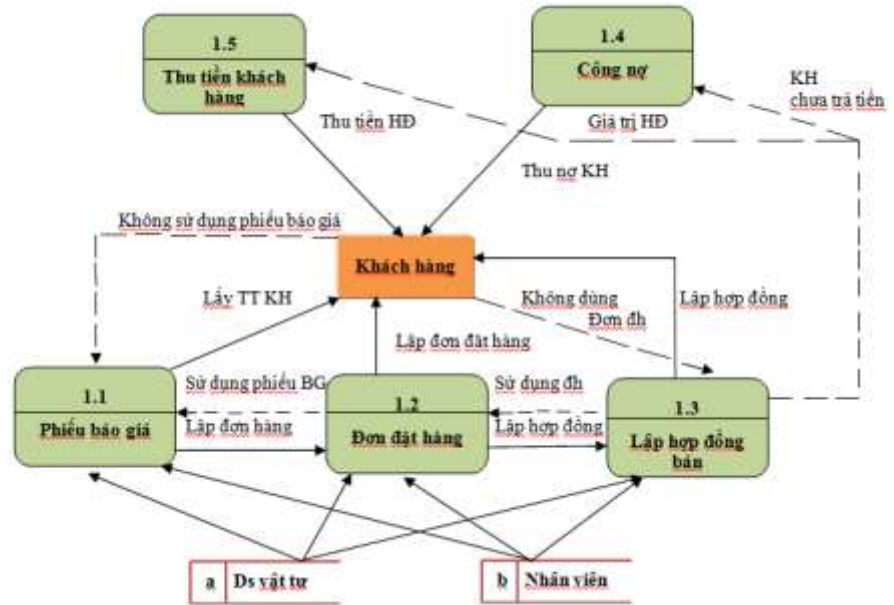 1.5
Thu tiền khách
hàng
1.4
Công nợ
KH
chưa trả tiền
Thu tiền HĐ
Giá trị HĐ
Thu nợ KH
Không sử dụng phiếu báo giá
Khách hàng
Lấy TT KH
Không dùng
Đơn đh
Lập hợp đồng
Lập đơn đặt hàng
1.1
Phiếu báo giá
Sử dụng phiếu BG
Lập đơn hàng
1.2
Đơn đặt hàng
Sử dụng đh
Lập hợp đồng
1.3
Lập hợp đồng
bán
a Ds vật tư
b Nhân viên